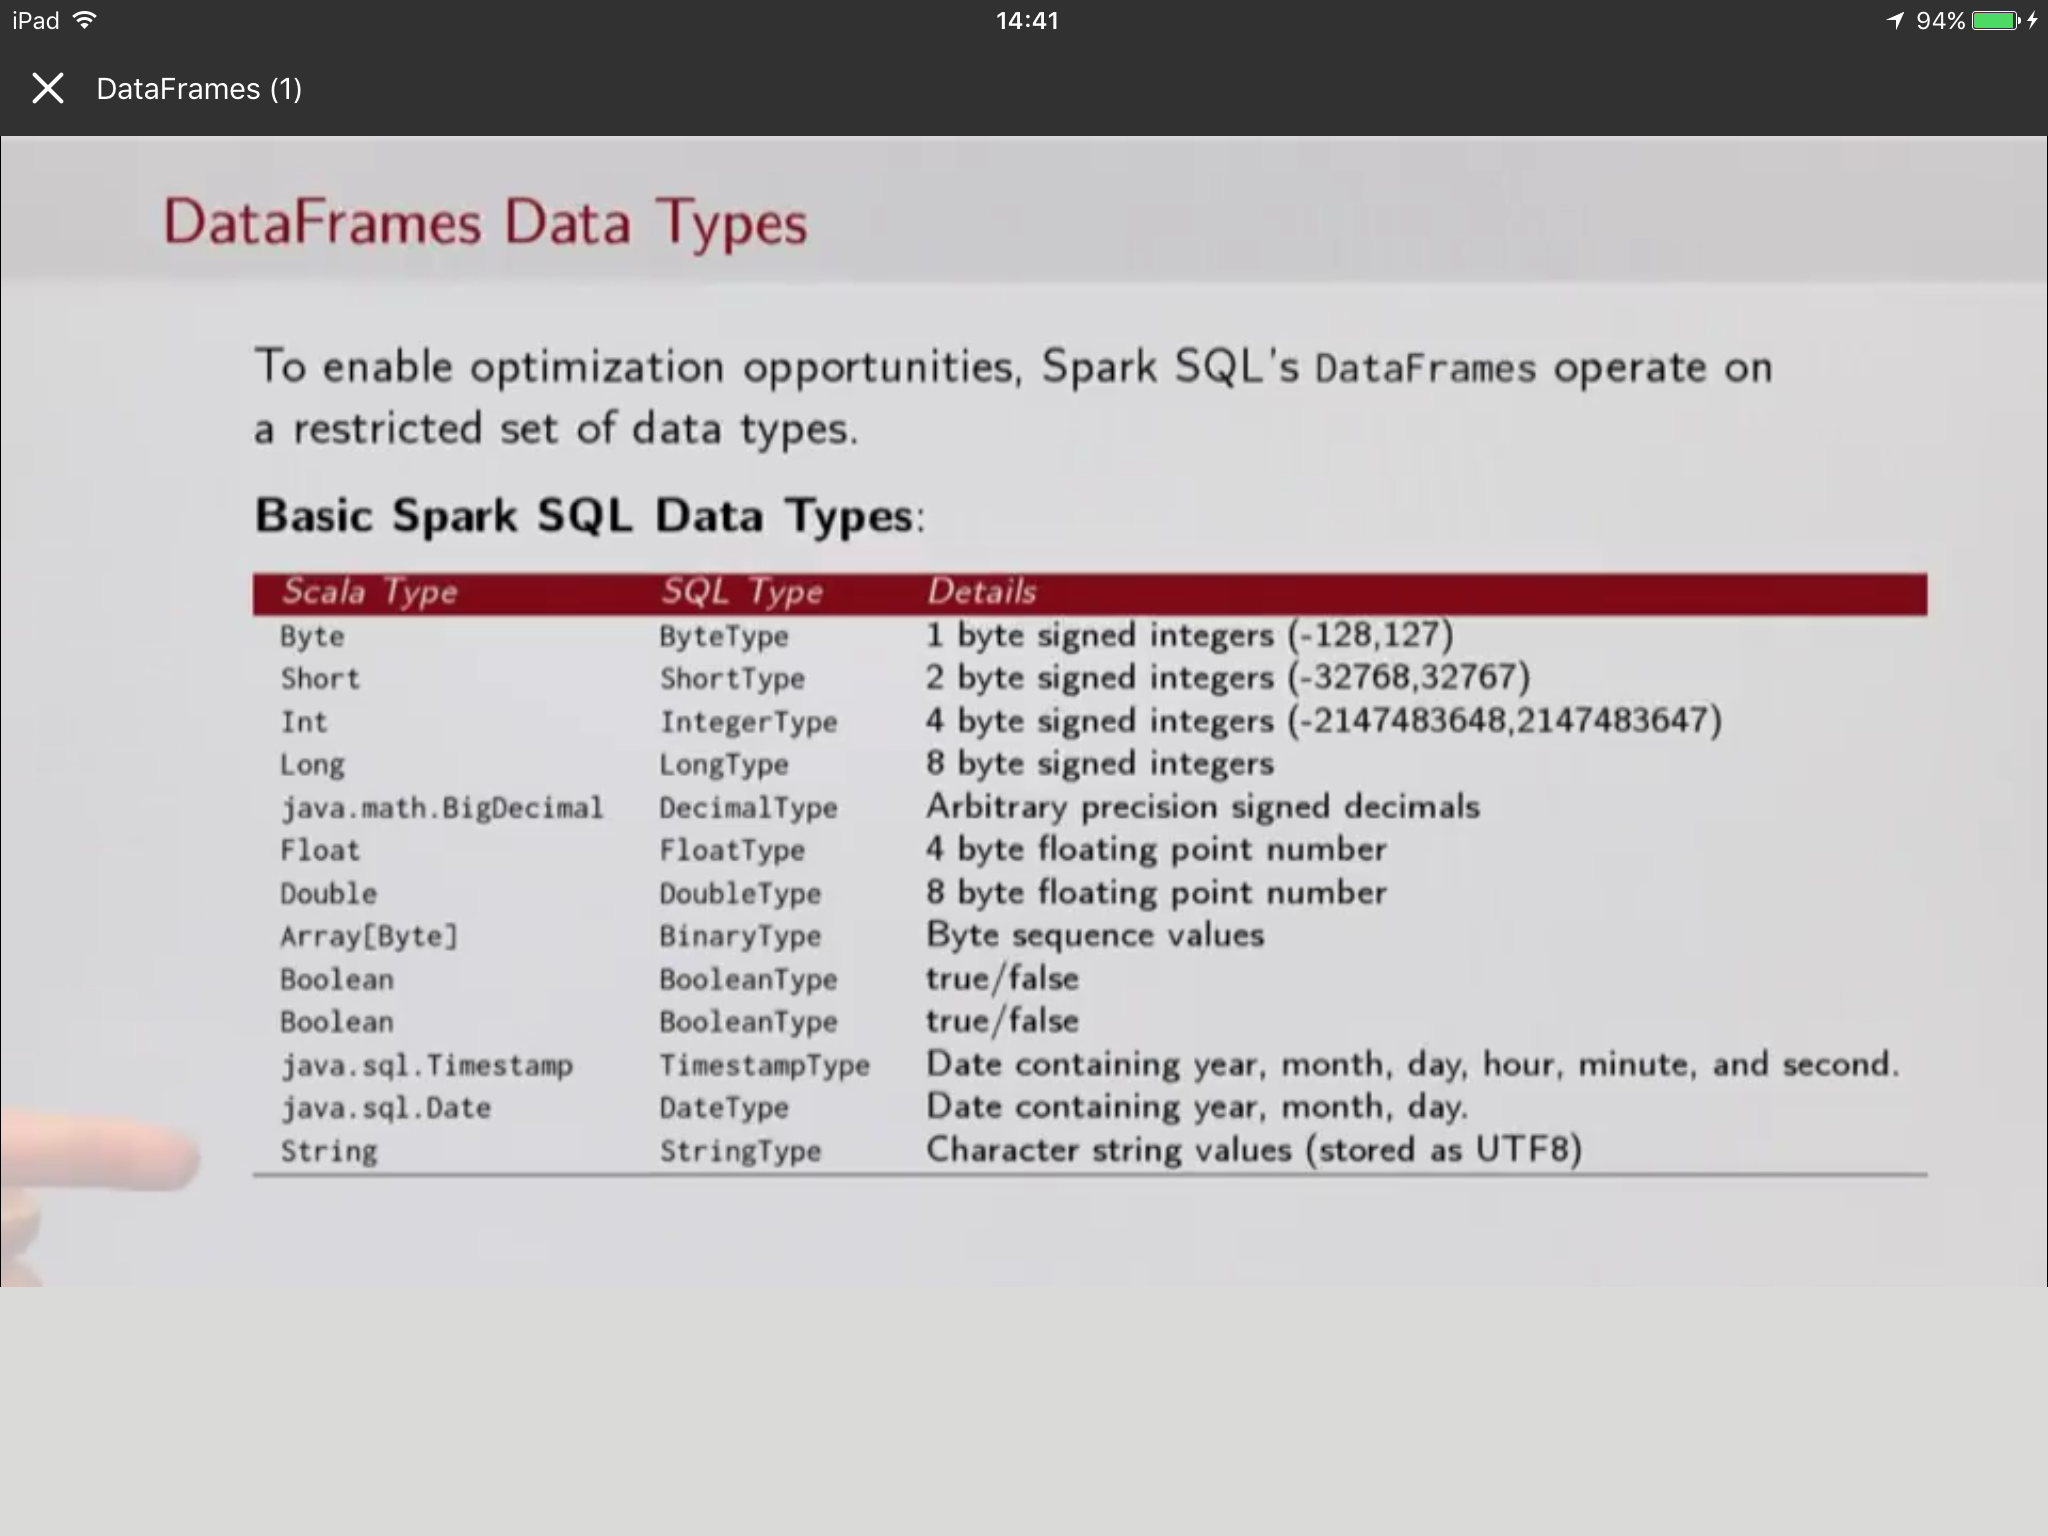 iPad 14:41 94%
DataFrames (1)
DataFrames Data Types
To enable optimization opportunities, Spark SQL's DataFrames operate on
a restricted set of data types.
Basic Spark SQL Data Types:
Scala Type SQL Type Details
Byte ByteType 1 byte signed integers (-128,127)
Short ShortType 2 byte signed integers (-32768,32767)
Int IntegerType 4 byte signed integers (-2147483648,2147483647)
Long LongType 8 byte signed integers
java.math.BigDecimal DecimalType Arbitrary precision signed decimals
Float FloatType 4 byte floating point number
Double DoubleType 8 byte floating point number
Array[Byte] BinaryType Byte sequence values
Boolean BooleanType true/false
Boolean BooleanType true/false
java.sql.Timestamp TimestampType Date containing year, month, day, hour, minute, and second.
java.sql.Date DateType Date containing year, month, day.
String StringType Character string values (stored as UTF8)